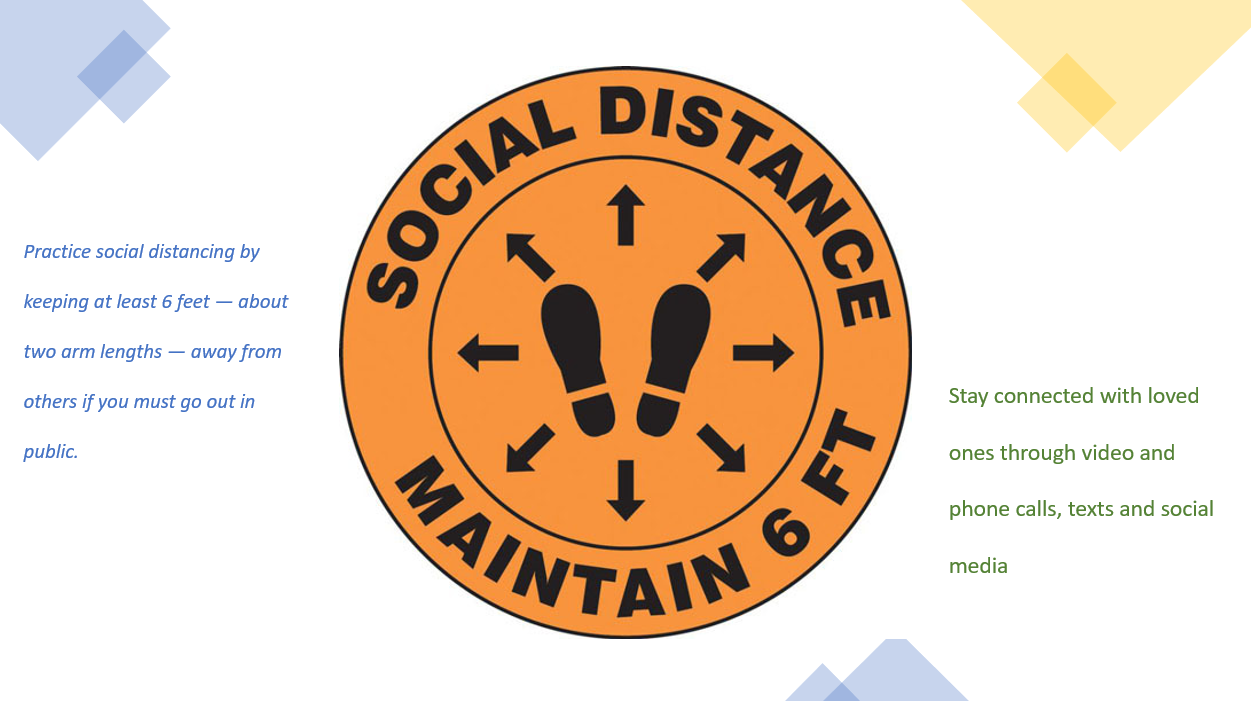 Practice social distancing by
keeping at least 6 feet — about
two arm lengths — away from
others if you must go out in
public.
SOCIAL DISTANCE
MAINTAIN 6 FT
Stay connected with loved
ones through video and
phone calls, texts and social
media